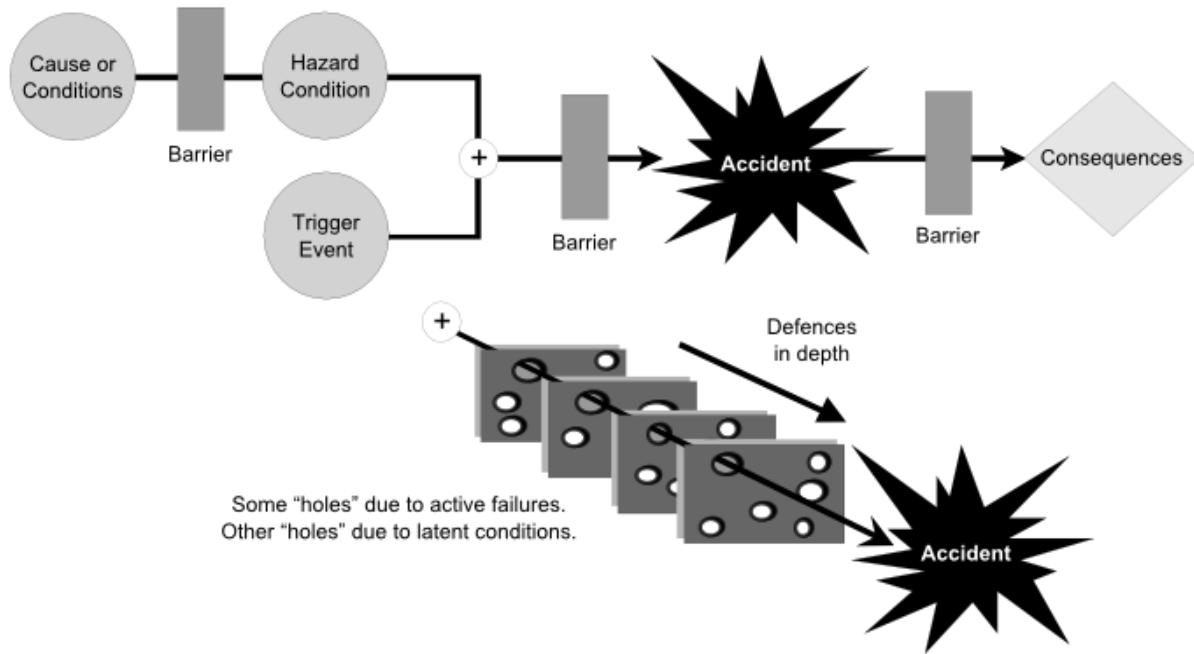 Cause or
Conditions
Barrier
Hazard
Condition
+
Trigger
Event
Barrier
Accident
Barrier
Consequences
+
Defences
in depth
Some “holes” due to active failures.
Other “holes” due to latent conditions.
Accident